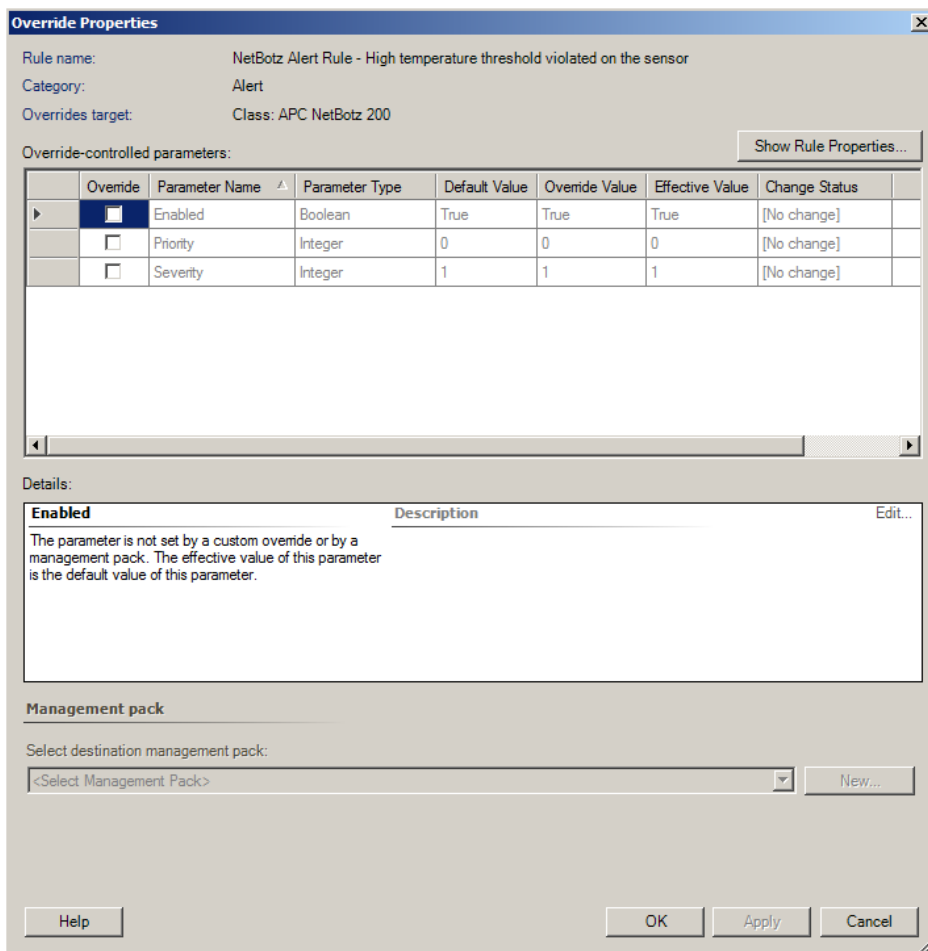 Override Properties
Rule name: NetBotz Alert Rule - High temperature threshold violated on the sensor
Category: Alert
Overrides target: Class: APC NetBotz 200
Override-controlled parameters: Show Rule Properties...
Override Parameter Name Parameter Type Default Value Override Value Effective Value Change Status
Enabled Boolean True True True [No change]
Priority Integer 0 0 0 [No change]
Severity Integer 1 1 1 [No change]
Details:
Enabled Description Edit...
The parameter is not set by a custom override or by a
management pack. The effective value of this parameter
is the default value of this parameter.
Management pack
Select destination management pack:
<Select Management Pack> New...
Help OK Apply Cancel